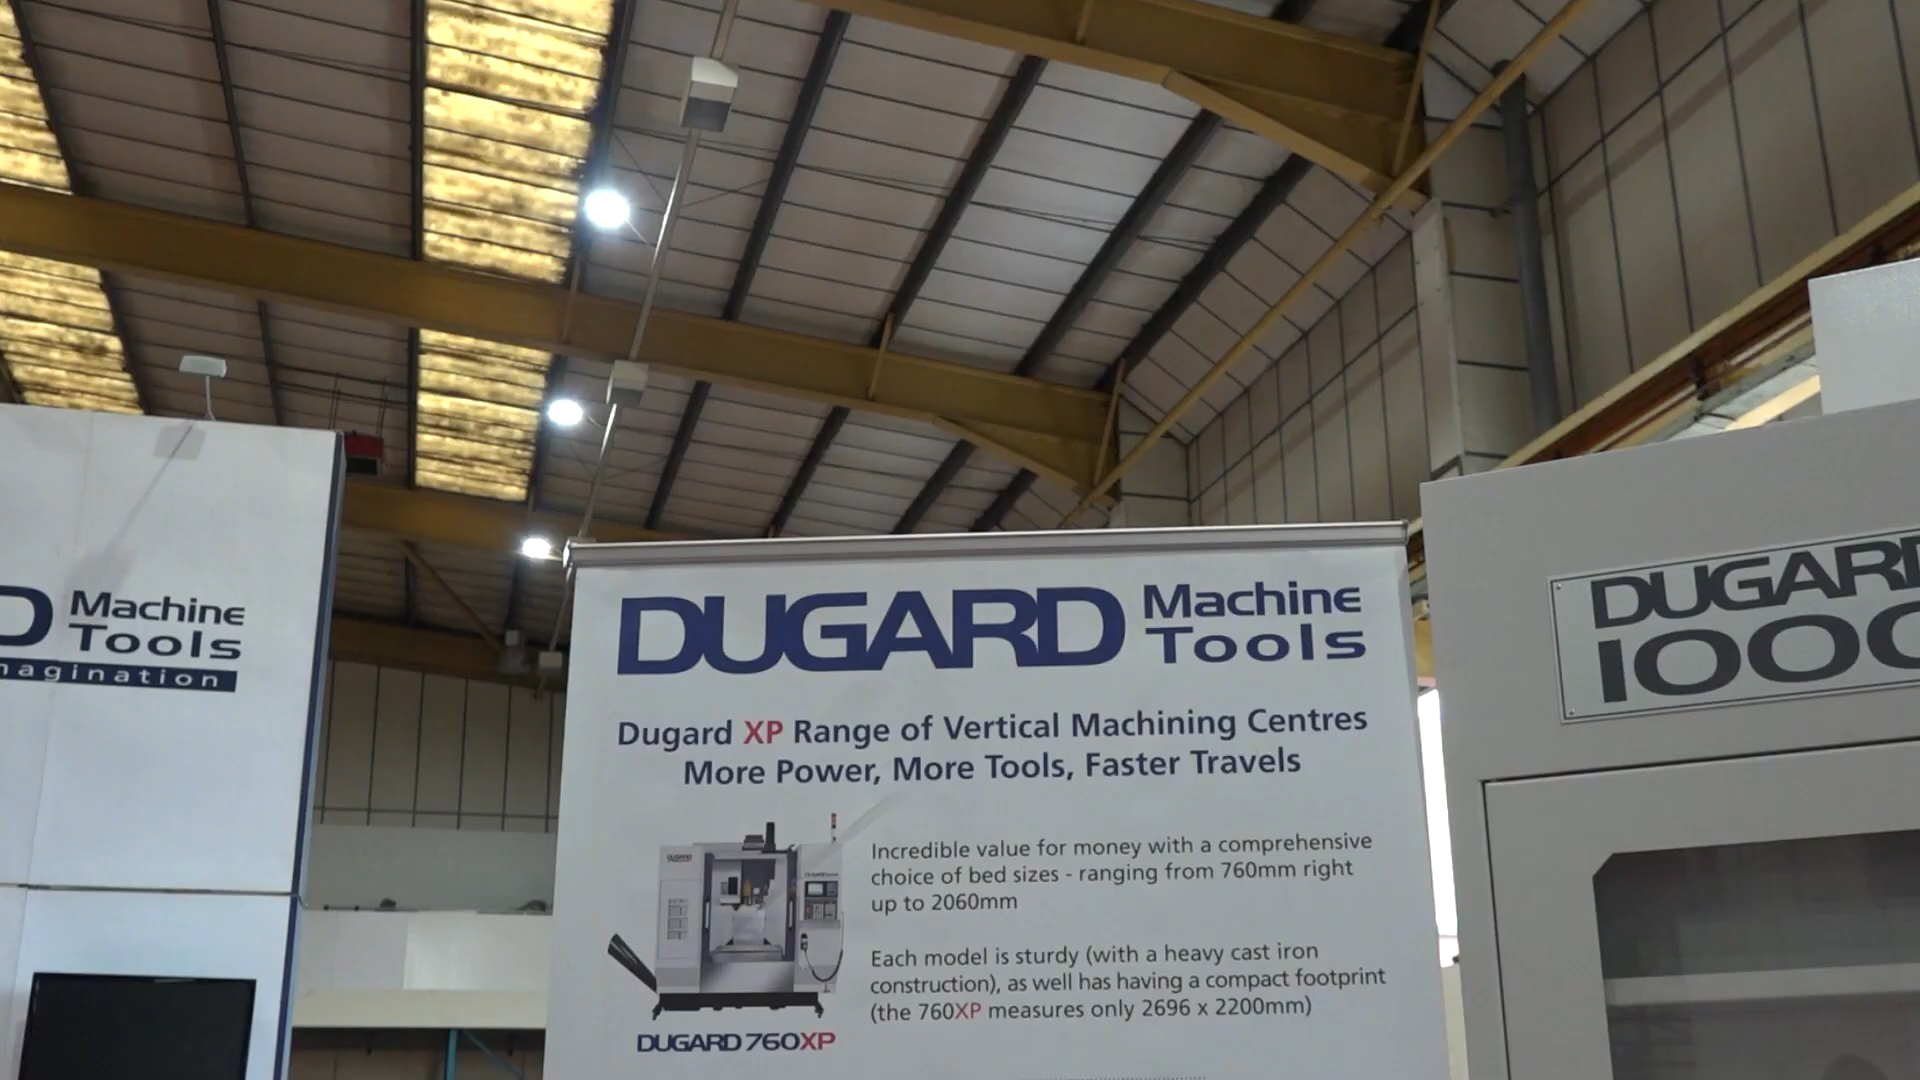 Machine
Tools
DUGARD Machine
Tools
Dugard XP Range of Vertical Machining Centres
More Power, More Tools, Faster Travels
Incredible value for money with a comprehensive
choice of bed sizes - ranging from 760mm right
up to 2060mm
Each model is sturdy (with a heavy cast iron
construction), as well has having a compact footprint
(the 760XP measures only 2696 x 2200mm)
DUGARD 760XP
DUGARD
1000